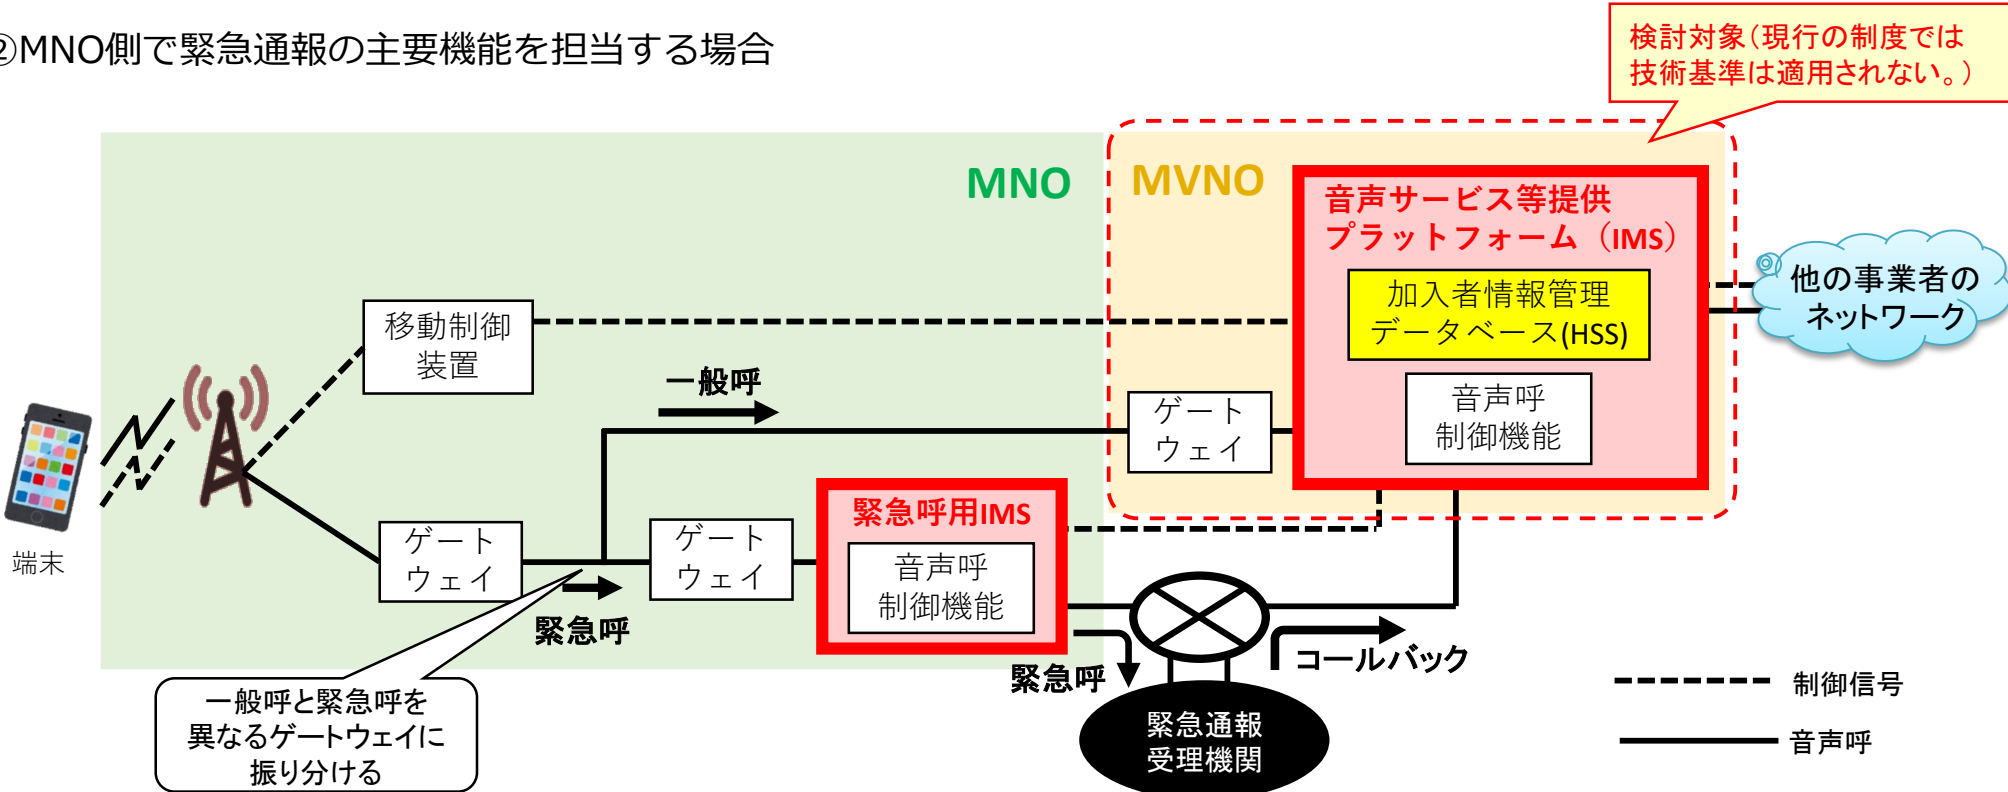 ②MNO側で緊急通報の主要機能を担当する場合
検討対象(現行の制度では
技術基準は適用されない。)
MNO
MVNO
音声サービス等提供
プラットフォーム（IMS）
加入者情報管理
データベース(HSS)
音声呼
制御機能
他の事業者の
ネットワーク
移動制御
装置
一般呼
ゲート
ウェイ
端末
ゲート
ウェイ
ゲート
ウェイ
緊急呼用IMS
音声呼
制御機能
緊急呼
緊急呼
コールバック
一般呼と緊急呼を
異なるゲートウェイに
振り分ける
緊急通報
受理機関
制御信号
音声呼